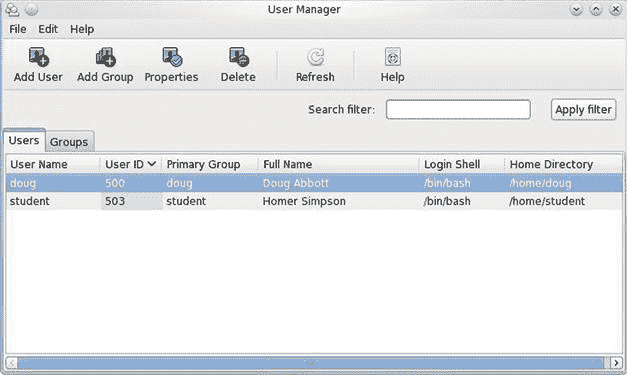 User Manager
File Edit Help
Add User Add Group Properties Delete Refresh Help
Search filter: Apply filter
Users Groups
User Name User ID Primary Group Full Name Login Shell Home Directory
doug 500 doug Doug Abbott /bin/bash /home/doug
student 503 student Homer Simpson /bin/bash /home/student